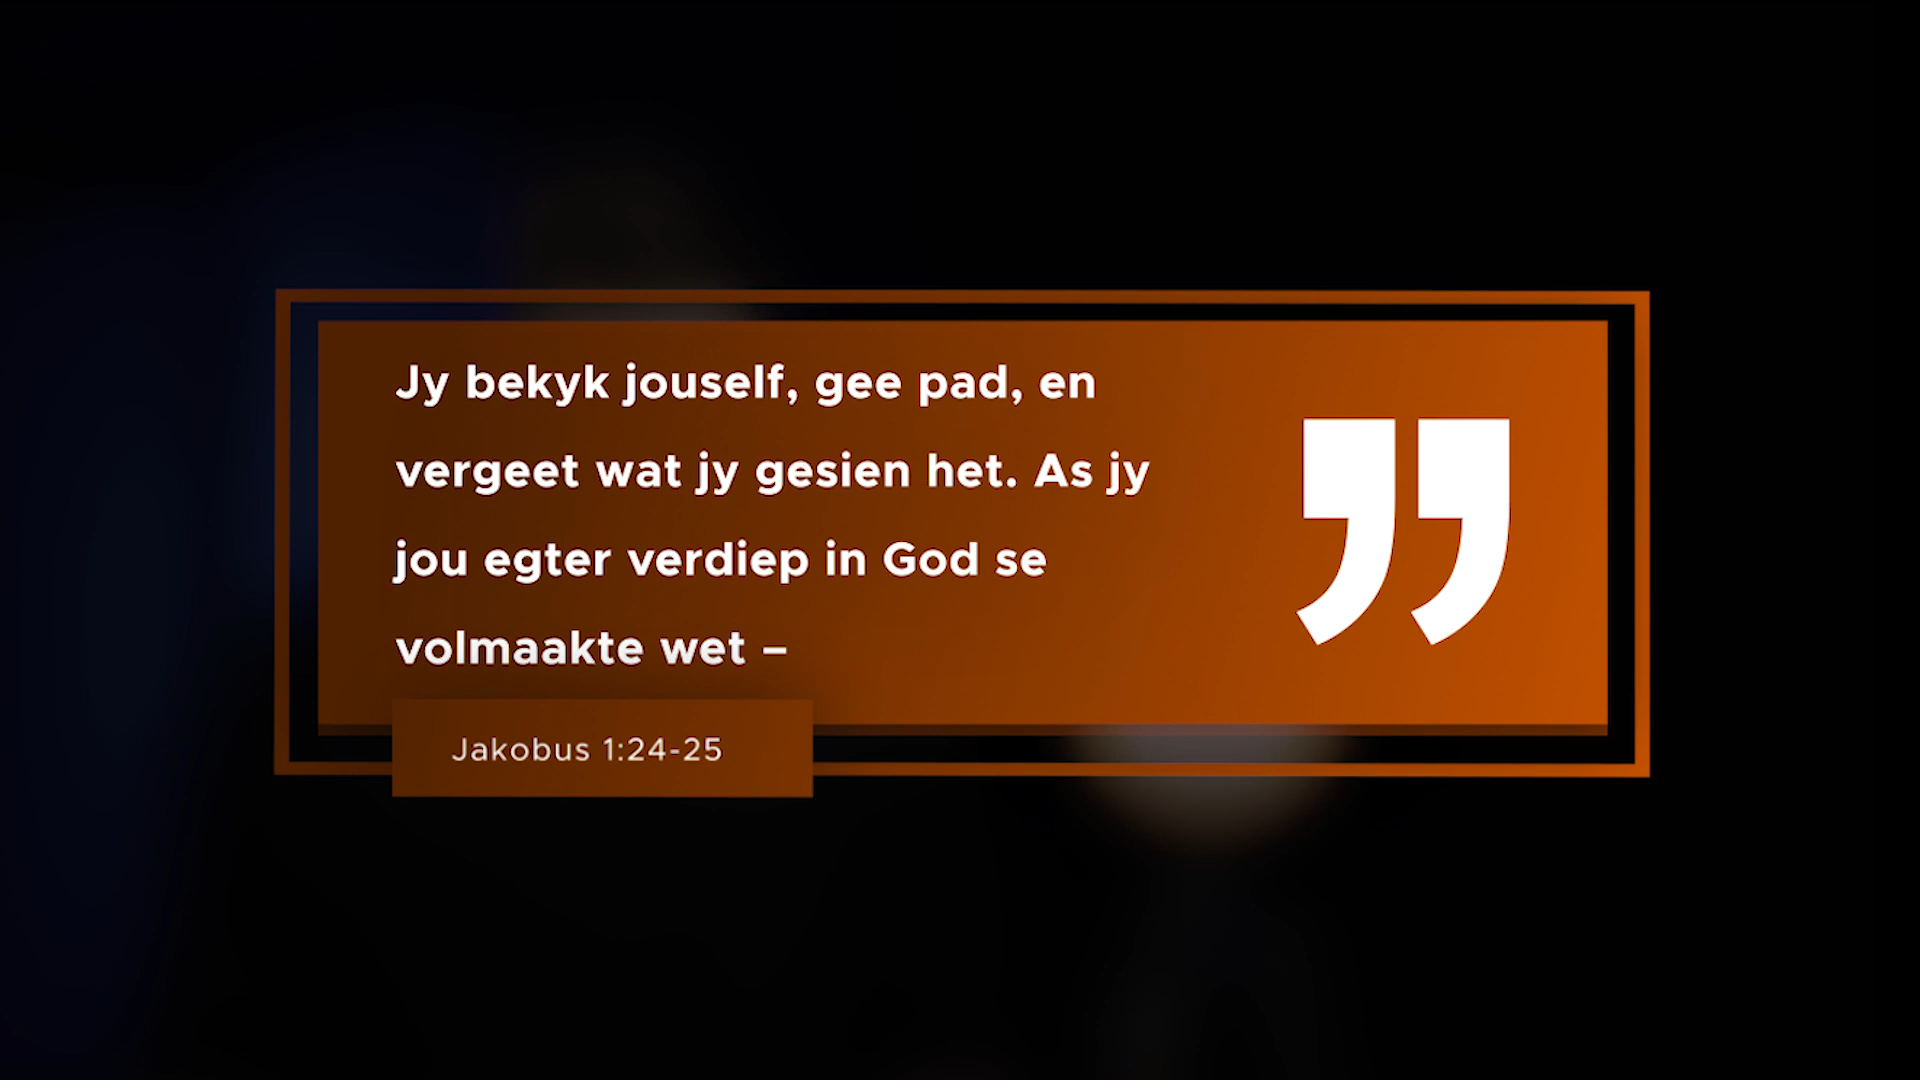 Jy bekyk jouself, gee pad, en
vergeet wat jy gesien het. As jy
jou egter verdiep in God se
volmaakte wet –
Jakobus 1:24-25